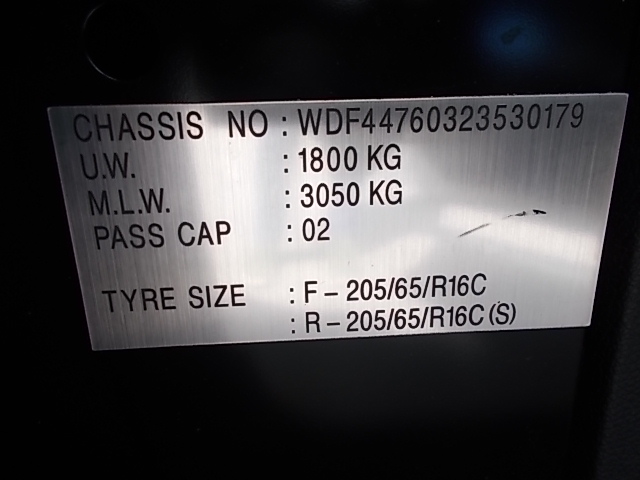 CHASSIS NO : WDF44760323530179
U.W. : 1800 KG
M.L.W. : 3050 KG
PASS CAP : 02
TYRE SIZE : F – 205/65/R16C
: R – 205/65/R16C (S)